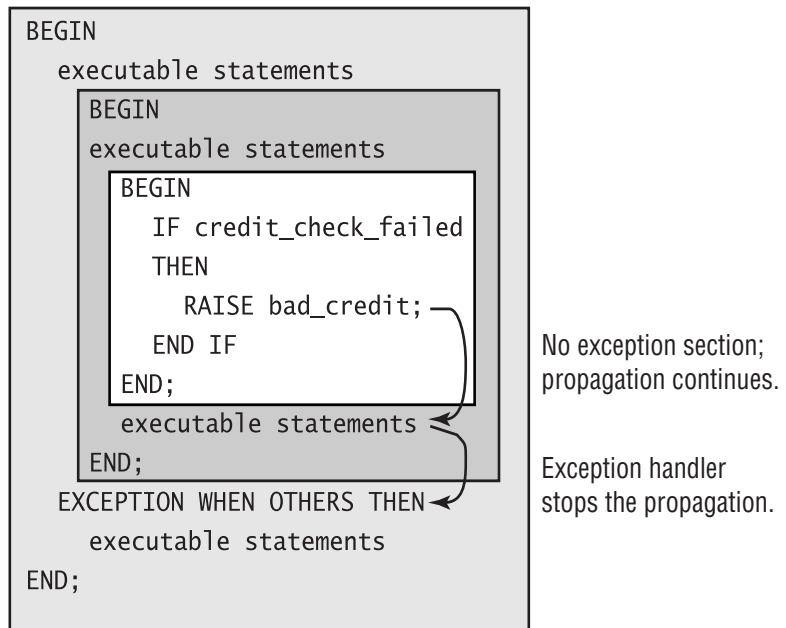 BEGIN
executable statements
BEGIN
executable statements
BEGIN
IF credit_check_failed
THEN
RAISE bad_credit;
END IF
END;
executable statements
END;
EXCEPTION WHEN OTHERS THEN
executable statements
END;
No exception section;
propagation continues.
Exception handler
stops the propagation.